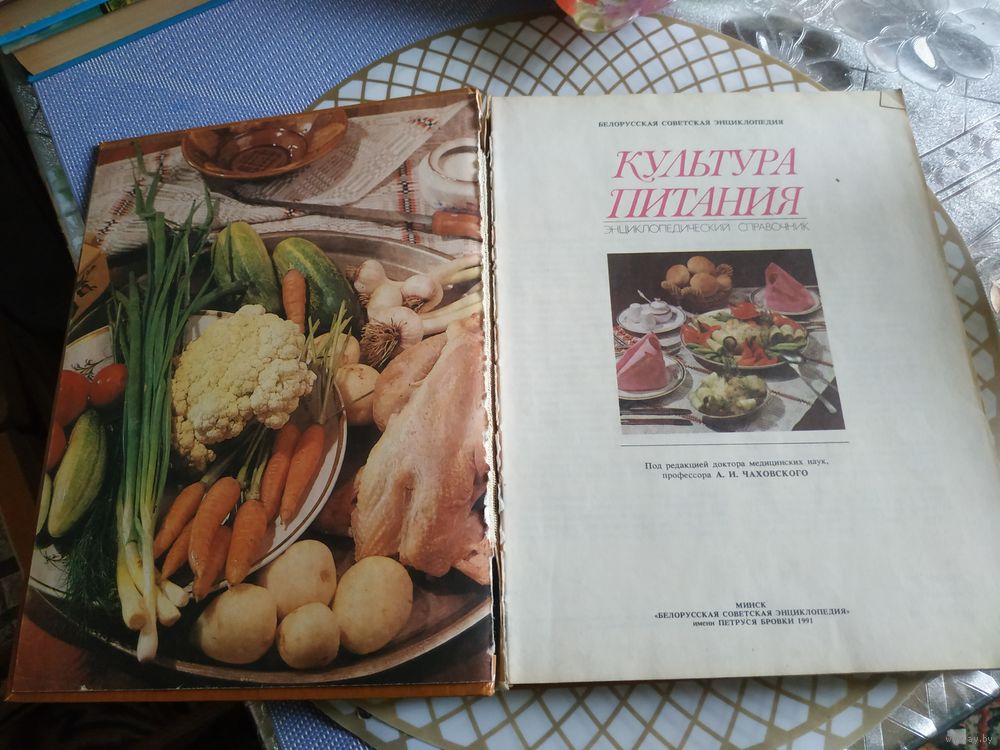 БЕЛОРУССКАЯ СОВЕТСКАЯ ЭНЦИКЛОПЕДИЯ
КУЛЬТУРА
ПИТАНИЯ
ЭНЦИКЛОПЕДИЧЕСКИЙ СПРАВОЧНИК
Под редакцией доктора медицинских наук,
профессора А. И. ЧАХОВСКОГО
МИНСК
«БЕЛОРУССКАЯ СОВЕТСКАЯ ЭНЦИКЛОПЕДИЯ»
имени ПЕТРУСЯ БРОВКИ 1991